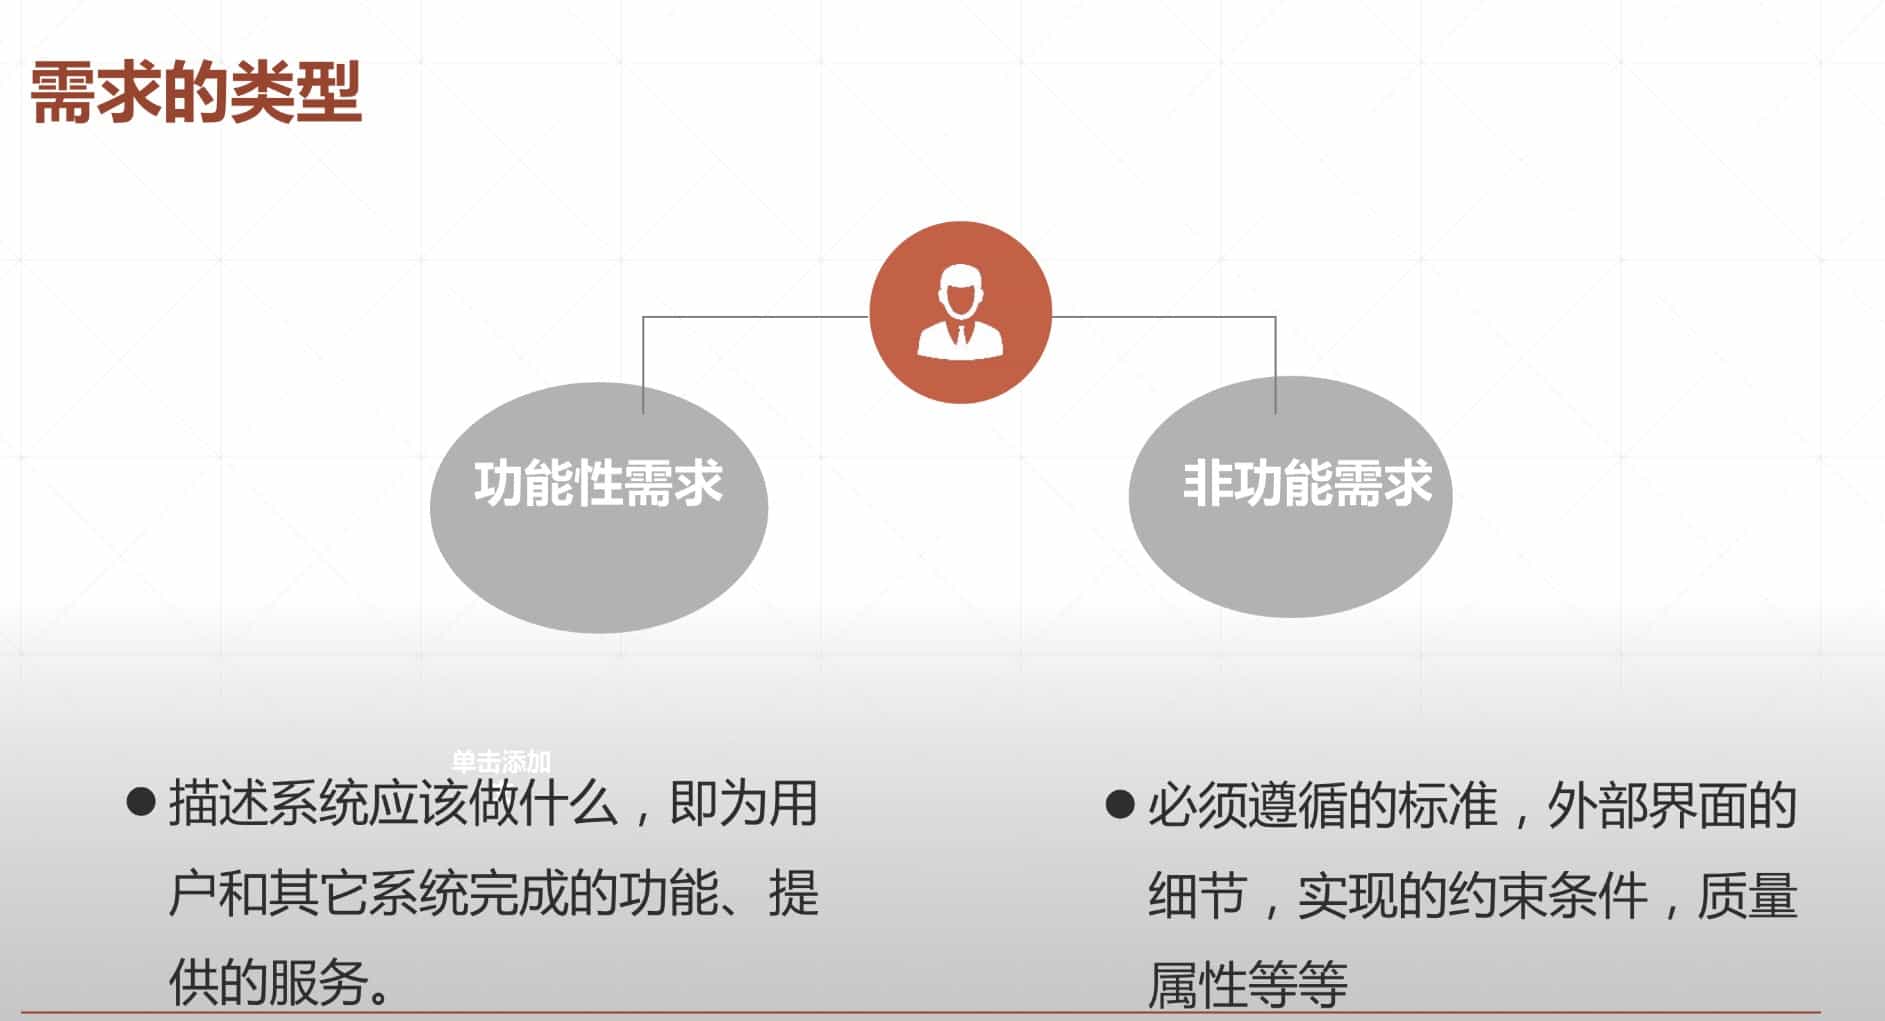 需求的类型
功能性需求
非功能需求
单击添加
●描述系统应该做什么，即为用
户和其它系统完成的功能、提
供的服务。
●必须遵循的标准，外部界面的
细节，实现的约束条件，质量
属性等等